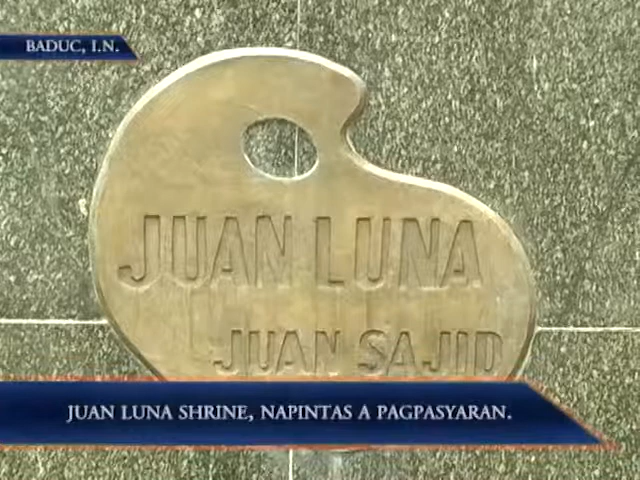 BADUC, I.N.
JUAN LUNA
JUAN SAJID
JUAN LUNA SHRINE, NAPINTAS A PAGPASYARAN.